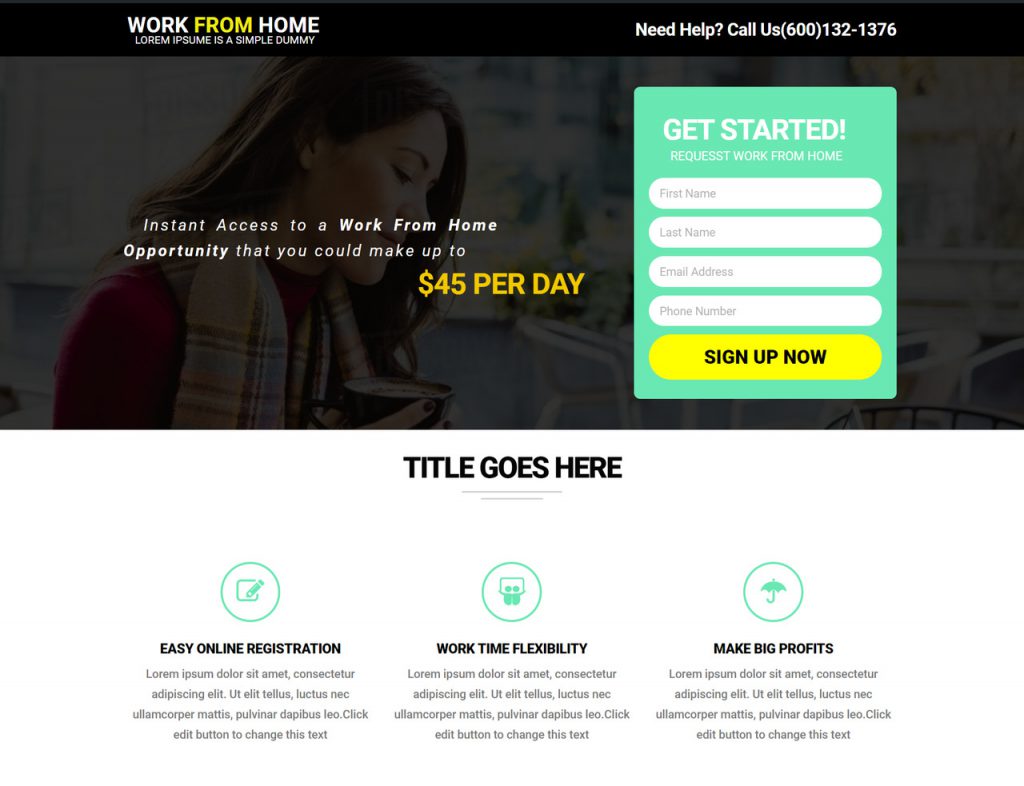 WORK FROM HOME
LOREM IPSUME IS A SIMPLE DUMMY
Need Help? Call Us(600)132-1376
Instant Access to a Work From Home
Opportunity that you could make up to
$45 PER DAY
GET STARTED!
REQUESST WORK FROM HOME
First Name
Last Name
Email Address
Phone Number
SIGN UP NOW
TITLE GOES HERE
EASY ONLINE REGISTRATION
Lorem ipsum dolor sit amet, consectetur
adipiscing elit. Ut elit tellus, luctus nec
ullamcorper mattis, pulvinar dapibus leo.Click
edit button to change this text
WORK TIME FLEXIBILITY
Lorem ipsum dolor sit amet, consectetur
adipiscing elit. Ut elit tellus, luctus nec
ullamcorper mattis, pulvinar dapibus leo.Click
edit button to change this text
MAKE BIG PROFITS
Lorem ipsum dolor sit amet, consectetur
adipiscing elit. Ut elit tellus, luctus nec
ullamcorper mattis, pulvinar dapibus leo.Click
edit button to change this text